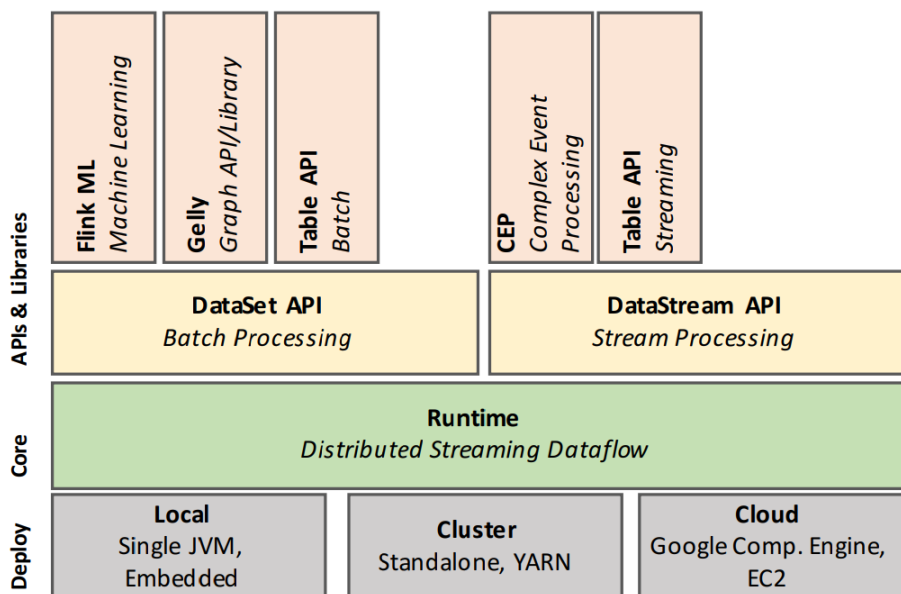 Flink ML
Machine Learning
Gelly
Graph API/Library
Table API
Batch
CEP
Complex Event
Processing
Table API
Streaming
APIs & Libraries
DataSet API
Batch Processing
DataStream API
Stream Processing
Core
Runtime
Distributed Streaming Dataflow
Deploy
Local
Single JVM,
Embedded
Cluster
Standalone, YARN
Cloud
Google Comp. Engine,
EC2